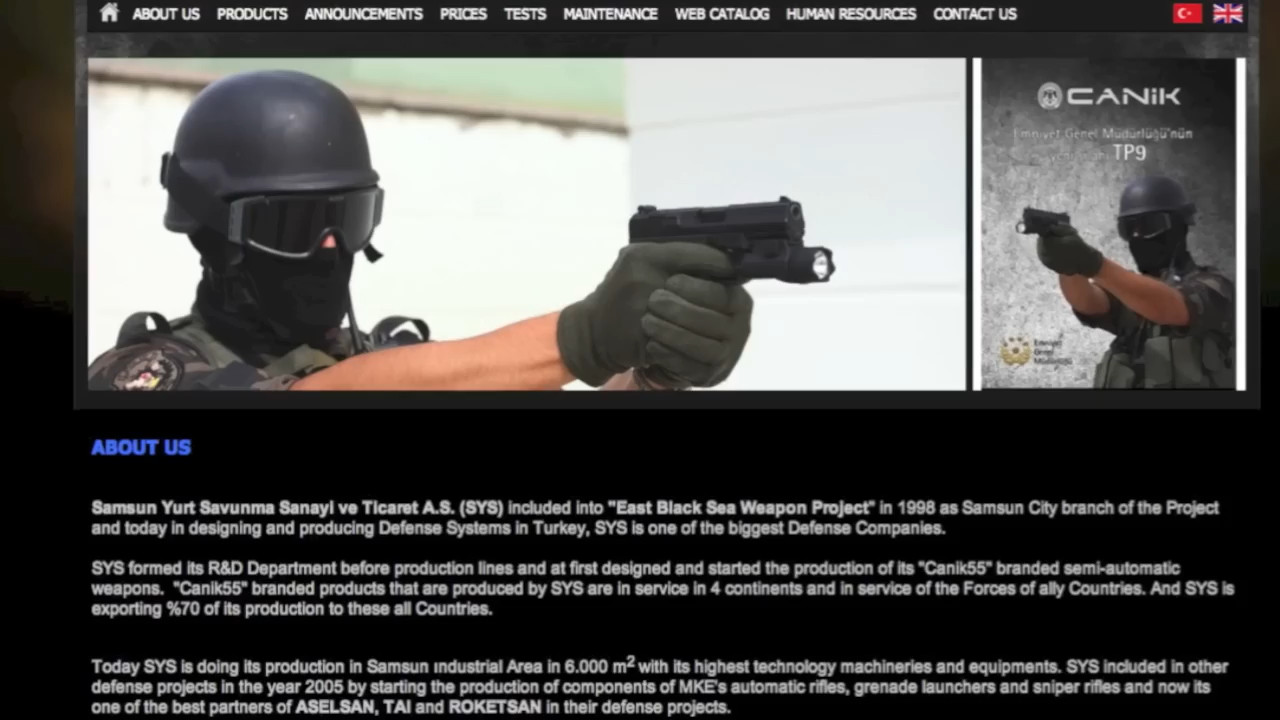 ABOUT US PRODUCTS ANNOUNCEMENTS PRICES TESTS MAINTENANCE WEB CATALOG HUMAN RESOURCES CONTACT US
CANiK
Emniyet Genel Müdürlüğü'nün
TP9
Emniyet
Genel
Müdürlüğü
ABOUT US
Samsun Yurt Savunma Sanayi ve Ticaret A.S. (SYS) included into "East Black Sea Weapon Project" in 1998 as Samsun City branch of the Project
and today in designing and producing Defense Systems in Turkey, SYS is one of the biggest Defense Companies.
SYS formed its R&D Department before production lines and at first designed and started the production of its "Canik55" branded semi-automatic
weapons. "Canik55" branded products that are produced by SYS are in service in 4 continents and in service of the Forces of ally Countries. And SYS is
exporting %70 of its production to these all Countries.
Today SYS is doing its production in Samsun ındustrial Area in 6.000 m² with its highest technology machineries and equipments. SYS included in other
defense projects in the year 2005 by starting the production of components of MKE's automatic rifles, grenade launchers and sniper rifles and now its
one of the best partners of ASELSAN, TAI and ROKETSAN in their defense projects.